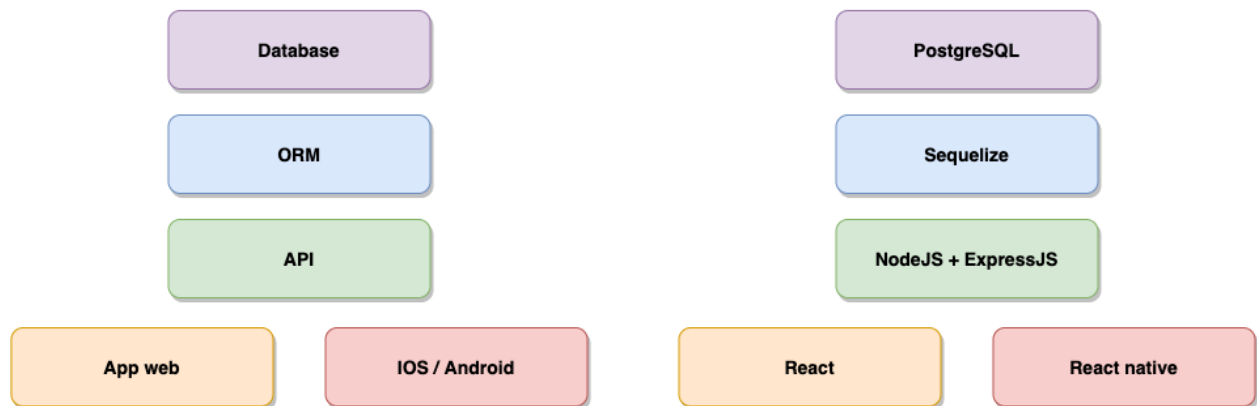 Database
PostgreSQL
ORM
Sequelize
API
NodeJS + ExpressJS
App web
IOS / Android
React
React native